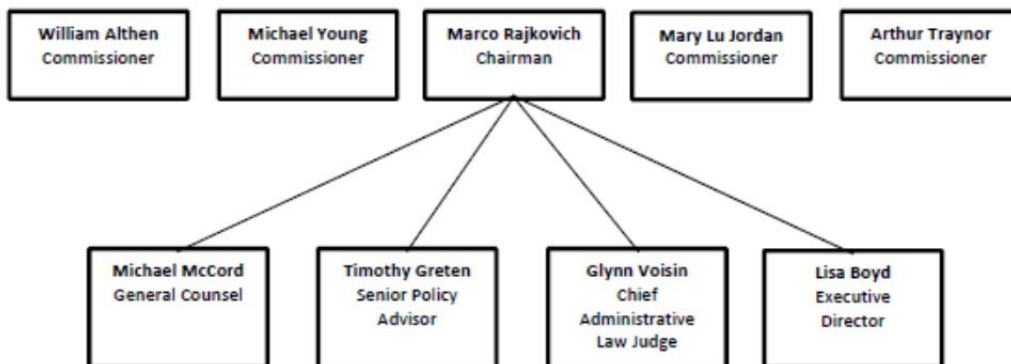 William Althen
Commissioner
Michael Young
Commissioner
Marco Rajkovich
Chairman
Mary Lu Jordan
Commissioner
Arthur Traynor
Commissioner
Michael McCord
General Counsel
Timothy Greten
Senior Policy
Advisor
Glynn Voisin
Chief
Administrative
Law Judge
Lisa Boyd
Executive
Director